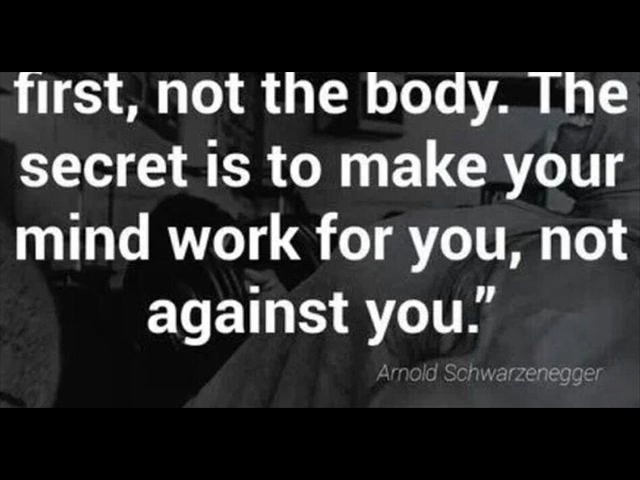 first, not the body. The
secret is to make your
mind work for you, not
against you.”
Arnold Schwarzenegger